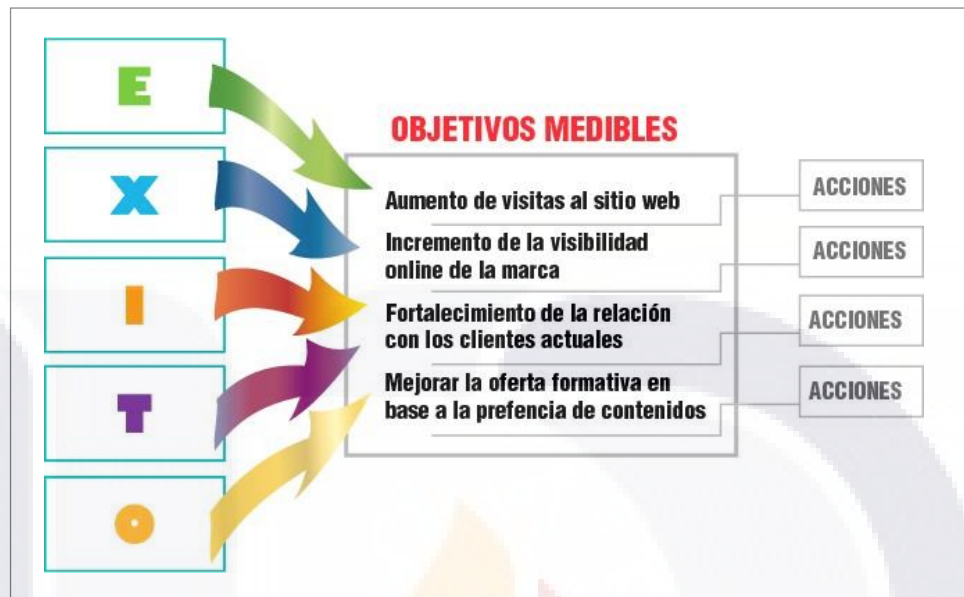 E
X
I
T
O
OBJETIVOS MEDIBLES
Aumento de visitas al sitio web
Incremento de la visibilidad
online de la marca
Fortalecimiento de la relación
con los clientes actuales
Mejorar la oferta formativa en
base a la prefencia de contenidos
ACCIONES
ACCIONES
ACCIONES
ACCIONES